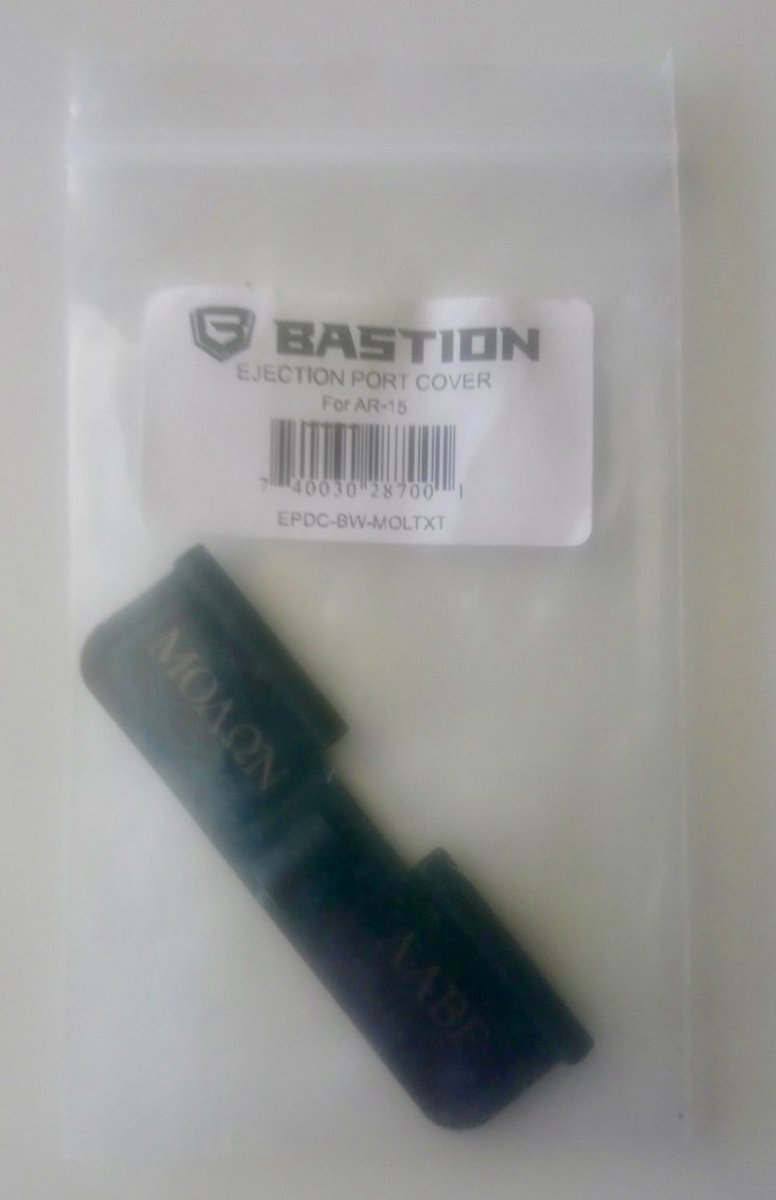 BASTION
EJECTION PORT COVER
For AR-15
7 40030 28700 1
EPDC-BW-MOLTXT
ΜΟΛΩΝ
ΛΑΒΕ